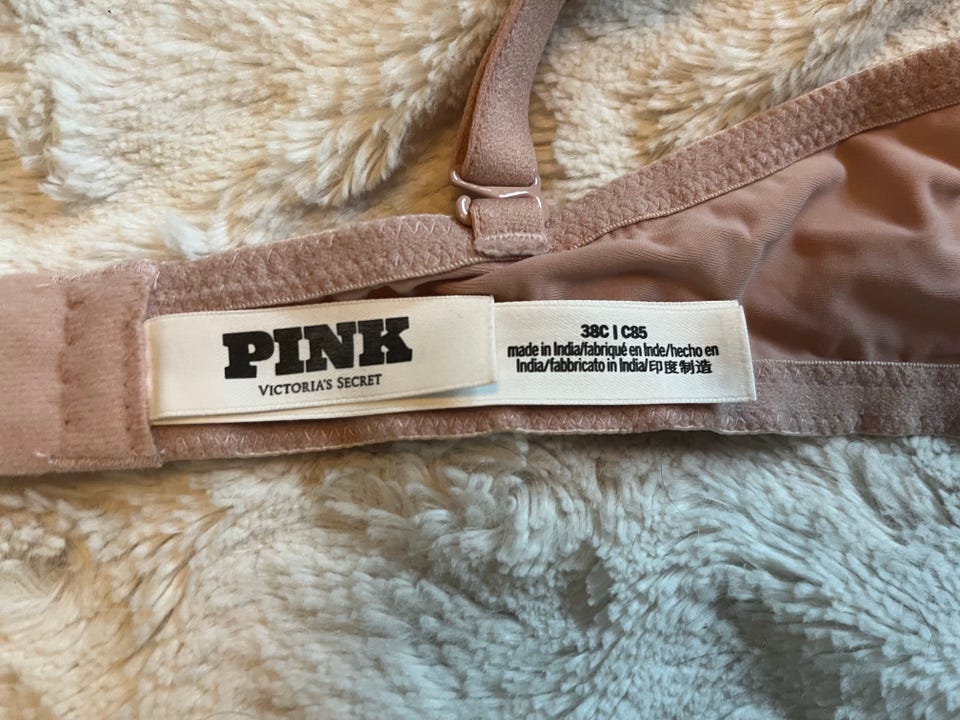 PINK
VICTORIA'S SECRET
38C | C85
made in India/fabriqué en Inde/hecho en
India/fabbricato in India/印度制造